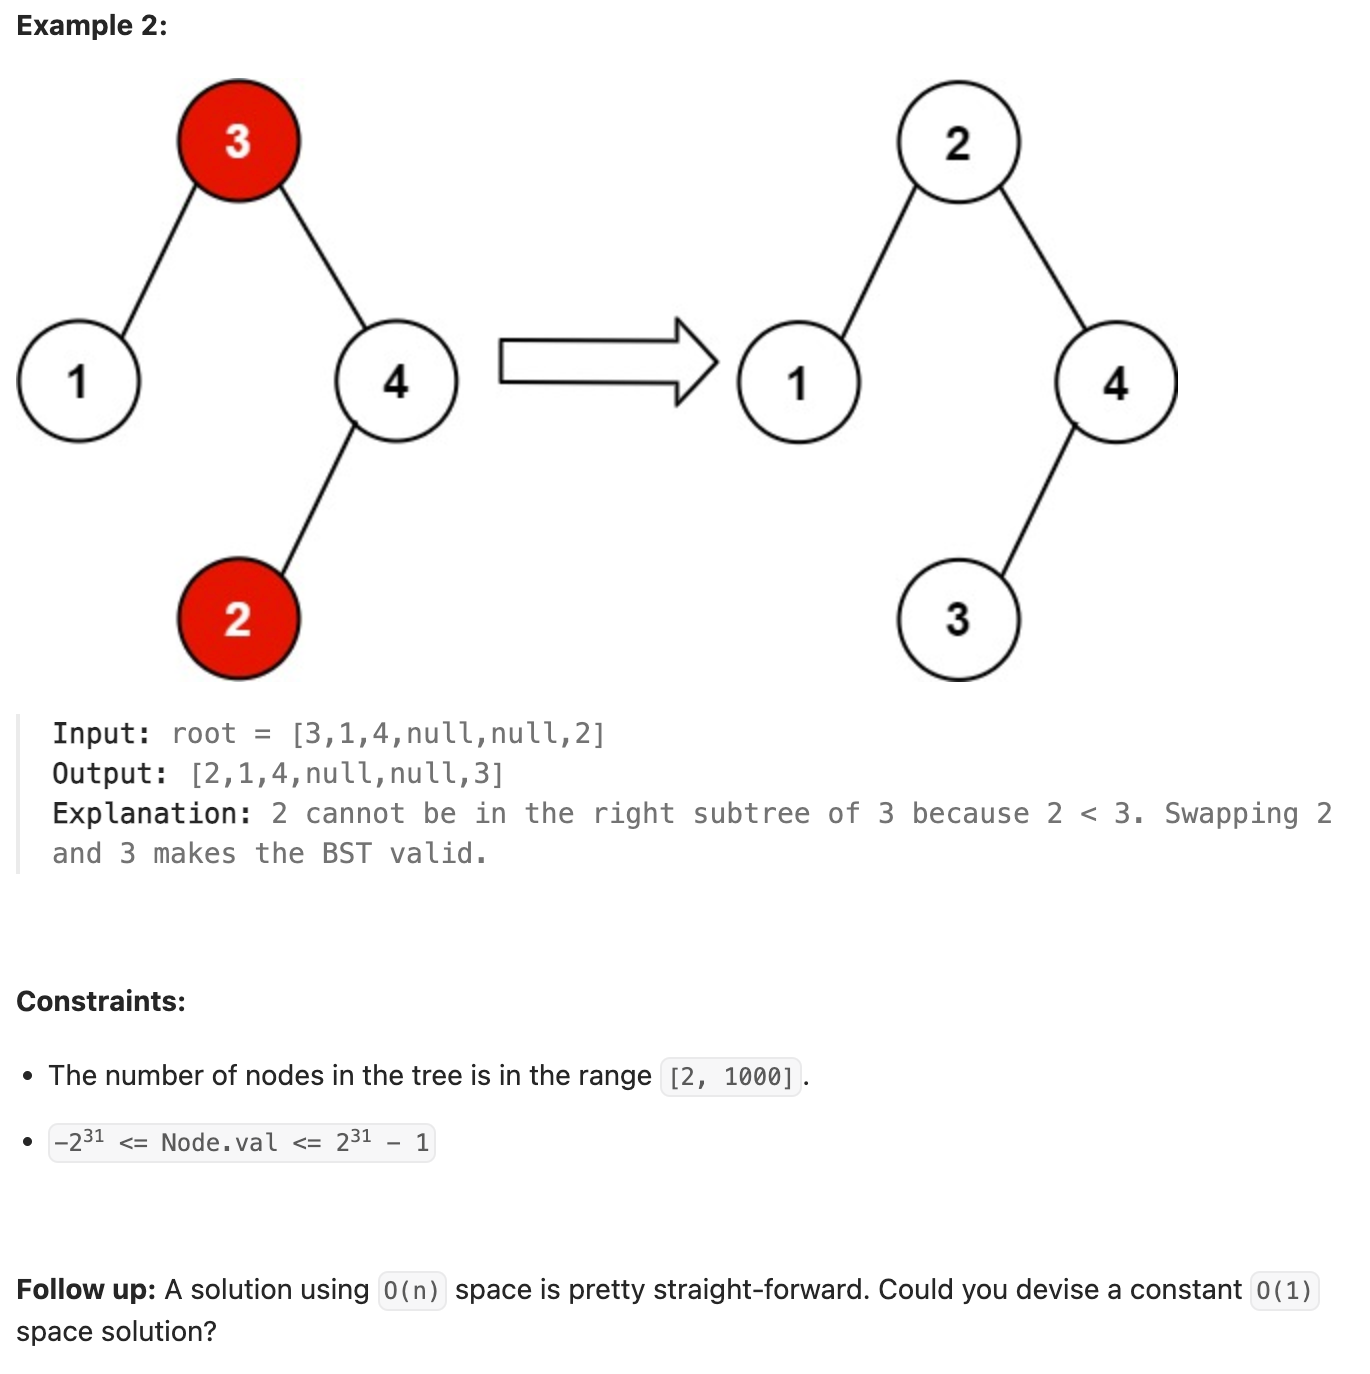 Example 2:
3 2
1 4 1 4
2 3
Input: root = [3,1,4,null,null,2]
Output: [2,1,4,null,null,3]
Explanation: 2 cannot be in the right subtree of 3 because 2 < 3. Swapping 2
and 3 makes the BST valid.
Constraints:
• The number of nodes in the tree is in the range [2, 1000].
• -2³¹ <= Node.val <= 2³¹ - 1
Follow up: A solution using O(n) space is pretty straight-forward. Could you devise a constant O(1)
space solution?